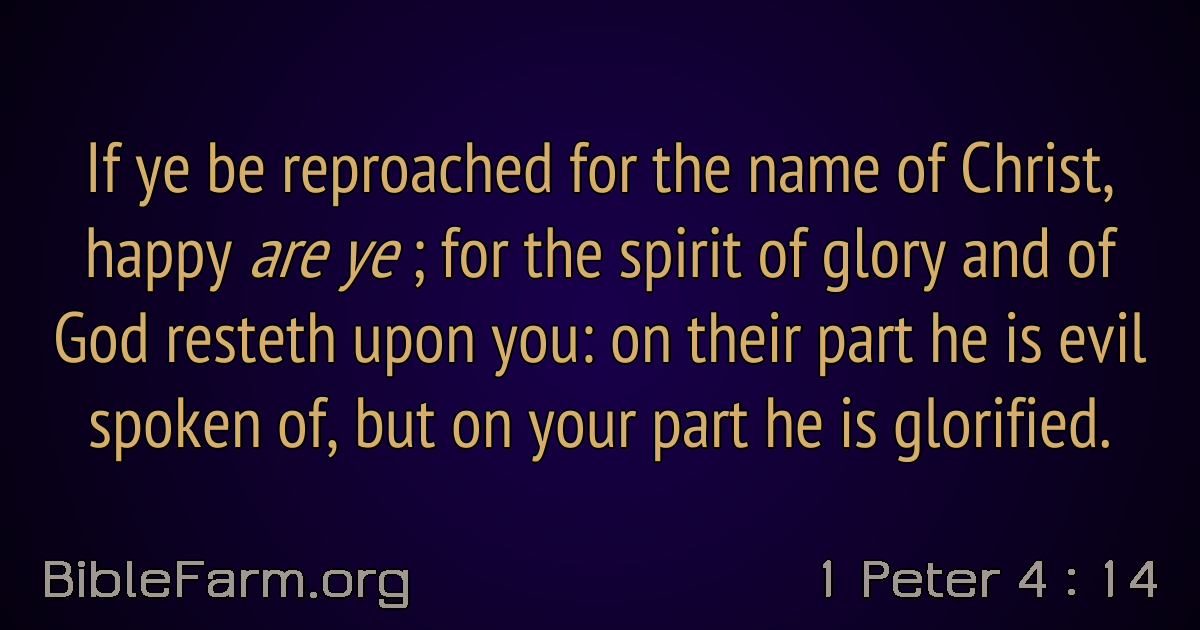 If ye be reproached for the name of Christ,
happy are ye ; for the spirit of glory and of
God resteth upon you: on their part he is evil
spoken of, but on your part he is glorified.
BibleFarm.org
1 Peter 4 : 14